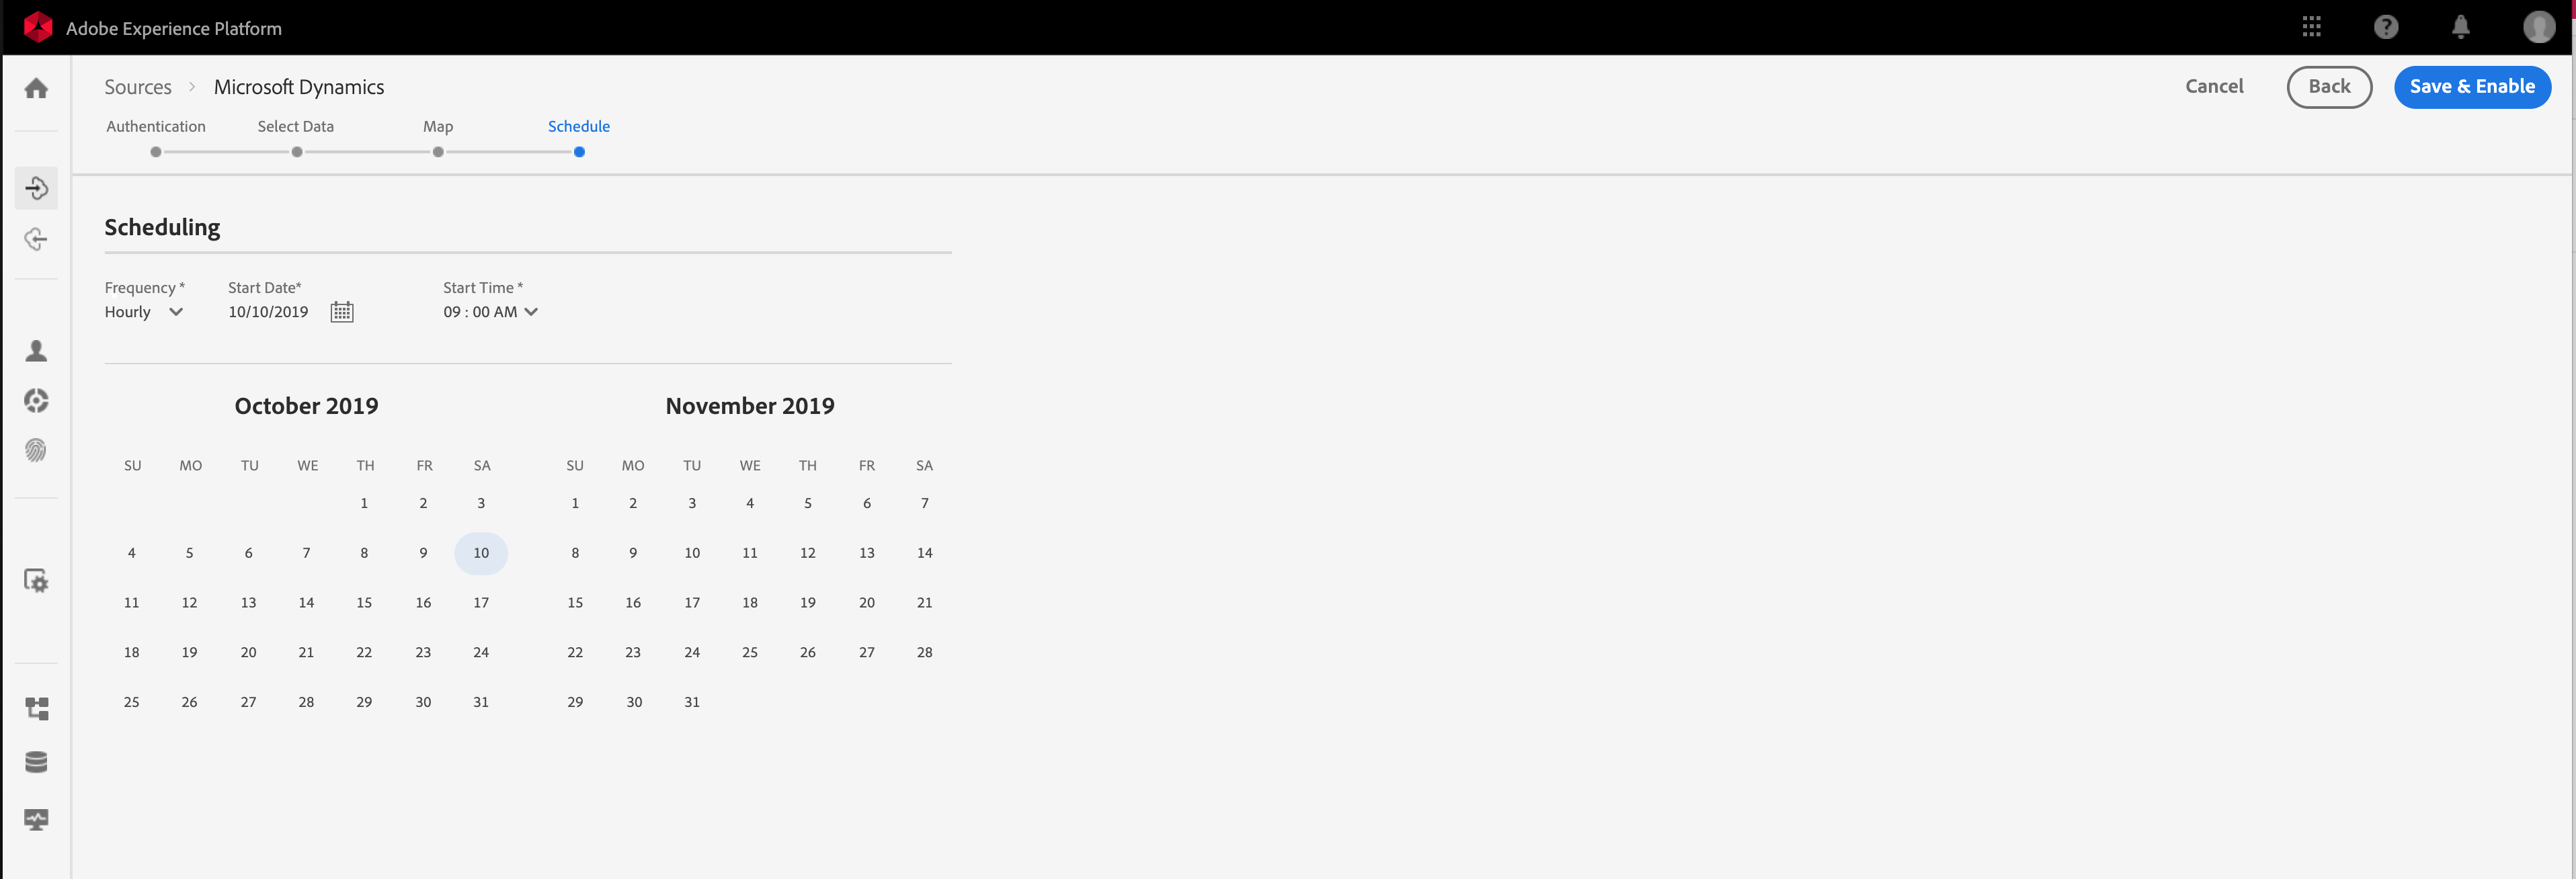 Adobe Experience Platform
Sources > Microsoft Dynamics
Cancel Back Save & Enable
Authentication Select Data Map Schedule
Scheduling
Frequency * Start Date* Start Time *
Hourly 10/10/2019 09 : 00 AM
October 2019 November 2019
SU MO TU WE TH FR SA SU MO TU WE TH FR SA
1 2 3 1 2 3 4 5 6 7
4 5 6 7 8 9 10 8 9 10 11 12 13 14
11 12 13 14 15 16 17 15 16 17 18 19 20 21
18 19 20 21 22 23 24 22 23 24 25 26 27 28
25 26 27 28 29 30 31 29 30 31